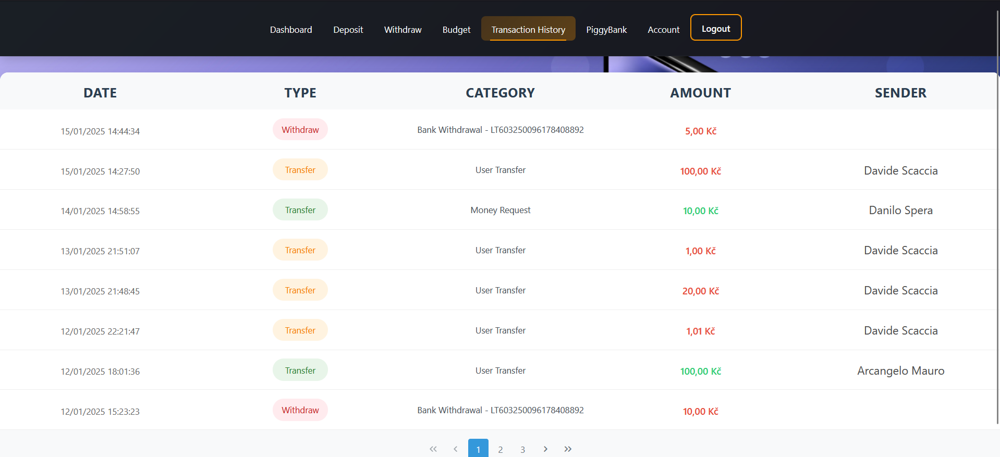 Dashboard Deposit Withdraw Budget Transaction History PiggyBank Account Logout
DATE TYPE CATEGORY AMOUNT SENDER
15/01/2025 14:44:34 Withdraw Bank Withdrawal - LT603250096178408892 5,00 Kč
15/01/2025 14:27:50 Transfer User Transfer 100,00 Kč Davide Scaccia
14/01/2025 14:58:55 Transfer Money Request 10,00 Kč Danilo Spera
13/01/2025 21:51:07 Transfer User Transfer 1,00 Kč Davide Scaccia
13/01/2025 21:48:45 Transfer User Transfer 20,00 Kč Davide Scaccia
12/01/2025 22:21:47 Transfer User Transfer 1,01 Kč Davide Scaccia
12/01/2025 18:01:36 Transfer User Transfer 100,00 Kč Arcangelo Mauro
12/01/2025 15:23:23 Withdraw Bank Withdrawal - LT603250096178408892 10,00 Kč
« ‹ 1 2 3 › »